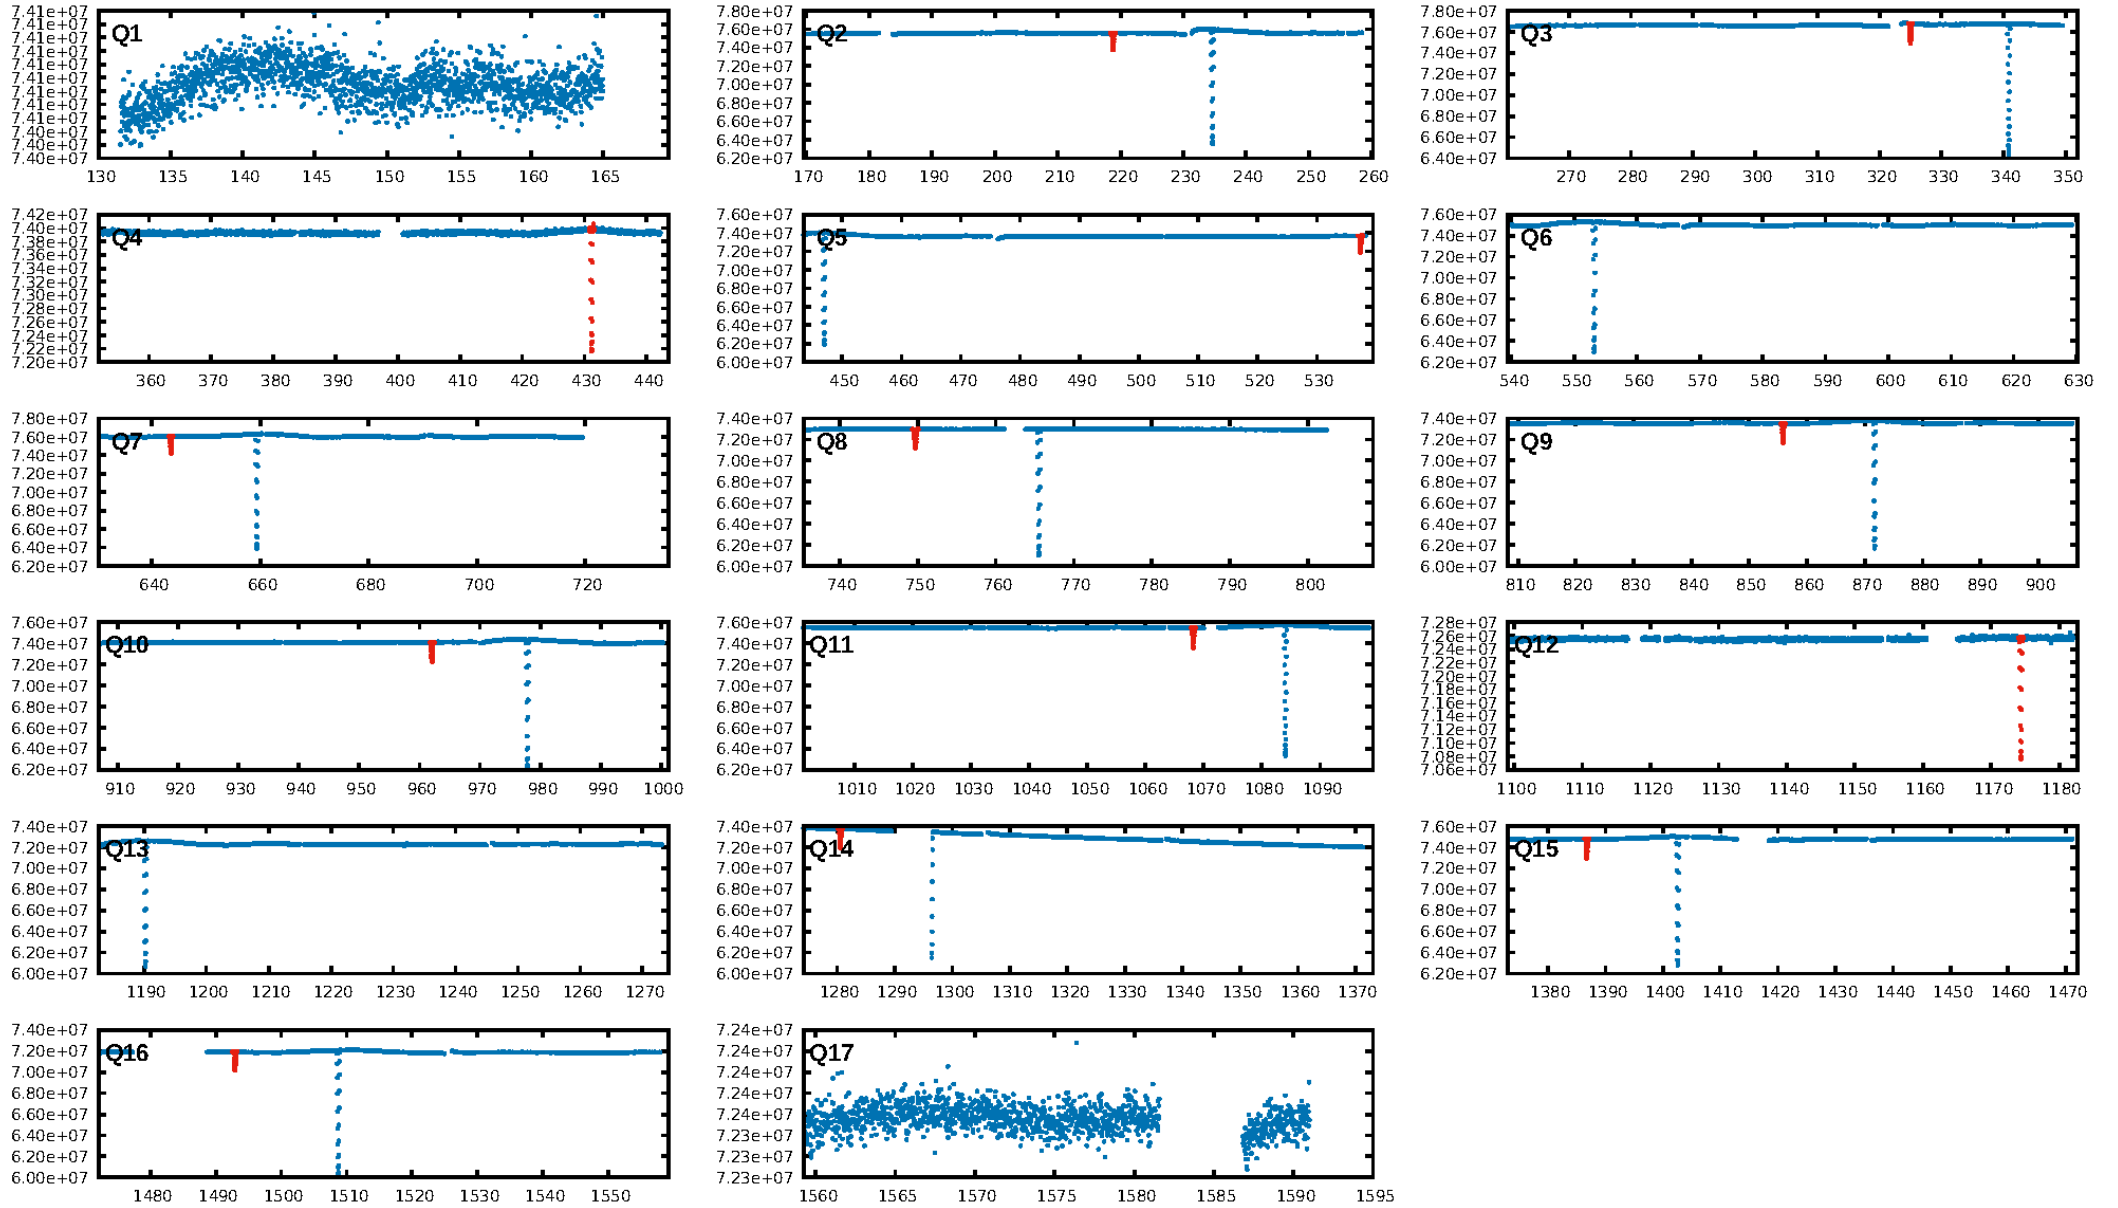 7.41e+07
7.41e+07
7.41e+07
7.41e+07
7.41e+07
7.41e+07
7.41e+07
7.41e+07
7.41e+07
7.40e+07
7.40e+07
7.40e+07
Q1
130 135 140 145 150 155 160 165
7.80e+07
7.60e+07
7.40e+07
7.20e+07
7.00e+07
6.80e+07
6.60e+07
6.40e+07
6.20e+07
Q2
170 180 190 200 210 220 230 240 250 260
7.80e+07
7.60e+07
7.40e+07
7.20e+07
7.00e+07
6.80e+07
6.60e+07
6.40e+07
Q3
270 280 290 300 310 320 330 340 350
7.42e+07
7.40e+07
7.38e+07
7.36e+07
7.34e+07
7.32e+07
7.30e+07
7.28e+07
7.26e+07
7.24e+07
7.22e+07
7.20e+07
Q4
360 370 380 390 400 410 420 430 440
7.60e+07
7.40e+07
7.20e+07
7.00e+07
6.80e+07
6.60e+07
6.40e+07
6.20e+07
6.00e+07
Q5
450 460 470 480 490 500 510 520 530
7.60e+07
7.40e+07
7.20e+07
7.00e+07
6.80e+07
6.60e+07
6.40e+07
6.20e+07
Q6
540 550 560 570 580 590 600 610 620 630
7.80e+07
7.60e+07
7.40e+07
7.20e+07
7.00e+07
6.80e+07
6.60e+07
6.40e+07
6.20e+07
Q7
640 660 680 700 720
7.40e+07
7.20e+07
7.00e+07
6.80e+07
6.60e+07
6.40e+07
6.20e+07
6.00e+07
Q8
740 750 760 770 780 790 800
7.40e+07
7.20e+07
7.00e+07
6.80e+07
6.60e+07
6.40e+07
6.20e+07
6.00e+07
Q9
810 820 830 840 850 860 870 880 890 900
7.60e+07
7.40e+07
7.20e+07
7.00e+07
6.80e+07
6.60e+07
6.40e+07
6.20e+07
Q10
910 920 930 940 950 960 970 980 990 1000
7.60e+07
7.40e+07
7.20e+07
7.00e+07
6.80e+07
6.60e+07
6.40e+07
6.20e+07
Q11
1010 1020 1030 1040 1050 1060 1070 1080 1090
7.28e+07
7.26e+07
7.24e+07
7.22e+07
7.20e+07
7.18e+07
7.16e+07
7.14e+07
7.12e+07
7.10e+07
7.08e+07
7.06e+07
Q12
1100 1110 1120 1130 1140 1150 1160 1170 1180
7.40e+07
7.20e+07
7.00e+07
6.80e+07
6.60e+07
6.40e+07
6.20e+07
6.00e+07
Q13
1190 1200 1210 1220 1230 1240 1250 1260 1270
7.40e+07
7.20e+07
7.00e+07
6.80e+07
6.60e+07
6.40e+07
6.20e+07
6.00e+07
Q14
1280 1290 1300 1310 1320 1330 1340 1350 1360 1370
7.60e+07
7.40e+07
7.20e+07
7.00e+07
6.80e+07
6.60e+07
6.40e+07
6.20e+07
Q15
1380 1390 1400 1410 1420 1430 1440 1450 1460 1470
7.40e+07
7.20e+07
7.00e+07
6.80e+07
6.60e+07
6.40e+07
6.20e+07
6.00e+07
Q16
1480 1490 1500 1510 1520 1530 1540 1550
7.24e+07
7.24e+07
7.24e+07
7.24e+07
7.24e+07
7.23e+07
7.23e+07
7.23e+07
Q17
1560 1565 1570 1575 1580 1585 1590 1595